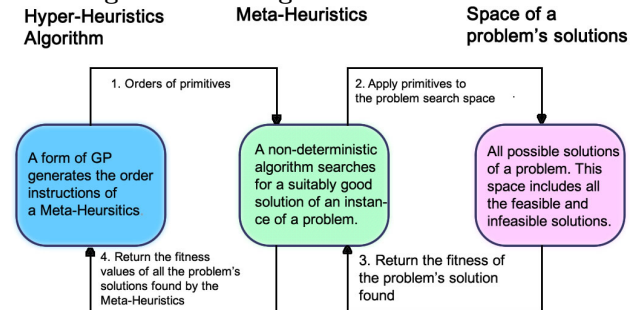 Hyper-Heuristics
Algorithm
Meta-Heuristics
Space of a
problem's solutions
1. Orders of primitives
2. Apply primitives to
the problem search space
A form of GP
generates the order
instructions of
a Meta-Heursitics
A non-deterministic
algorithm searches
for a suitably good
solution of an instan-
ce of a problem.
All possible solutions
of a problem. This
space includes all
the feasible and
infeasible solutions.
4. Return the fitness
values of all the problem's
solutions found by the
Meta-Heuristics
3. Return the fitness of
the problem's solution
found